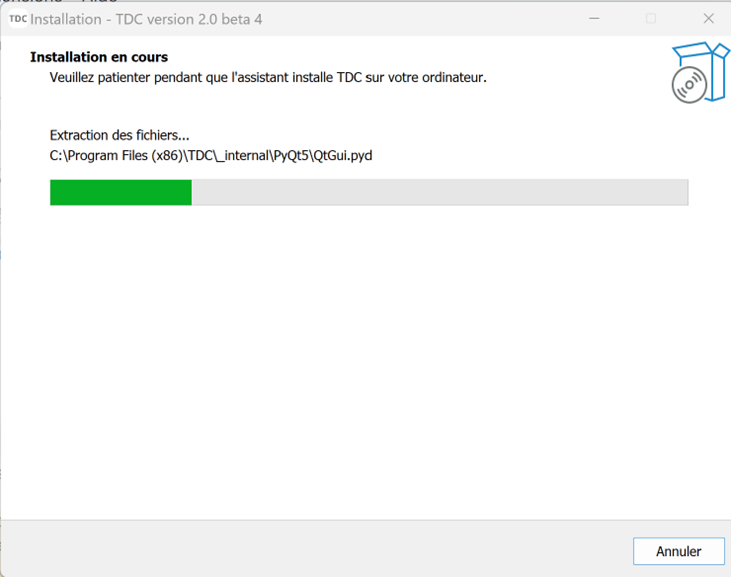 TDC Installation - TDC version 2.0 beta 4
Installation en cours
Veuillez patienter pendant que l'assistant installe TDC sur votre ordinateur.
Extraction des fichiers...
C:\Program Files (x86)\TDC\_internal\PyQt5\QtGui.pyd
Annuler